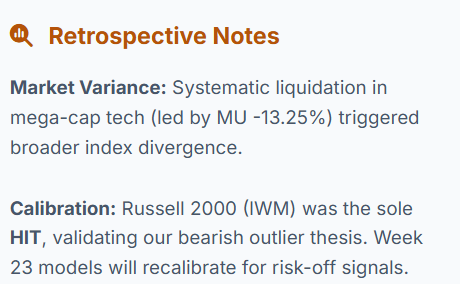 Retrospective Notes
Market Variance: Systematic liquidation in
mega-cap tech (led by MU -13.25%) triggered
broader index divergence.
Calibration: Russell 2000 (IWM) was the sole
HIT, validating our bearish outlier thesis. Week
23 models will recalibrate for risk-off signals.